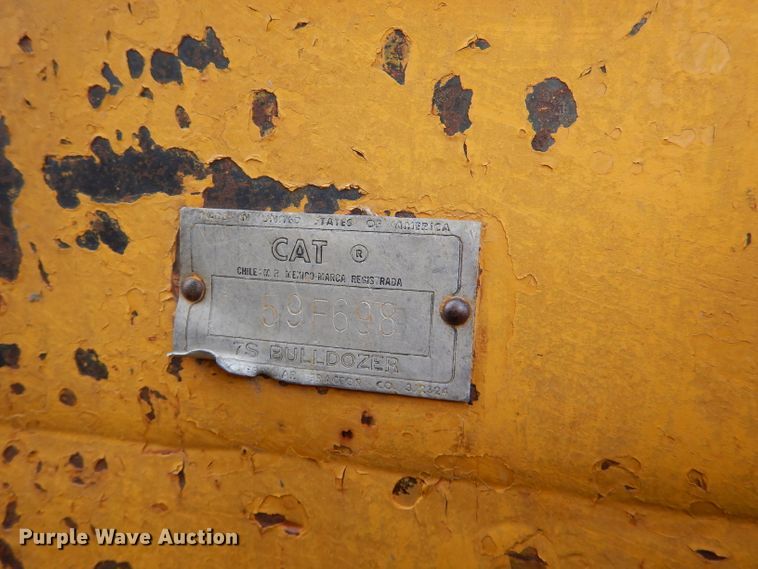 MADE IN UNITED STATES OF AMERICA
CAT ®
CHILE-M.R. MEXICO-MARCA REGISTRADA
59F698
7S BULLDOZER
AR TRACTOR CO.
Purple Wave Auction®